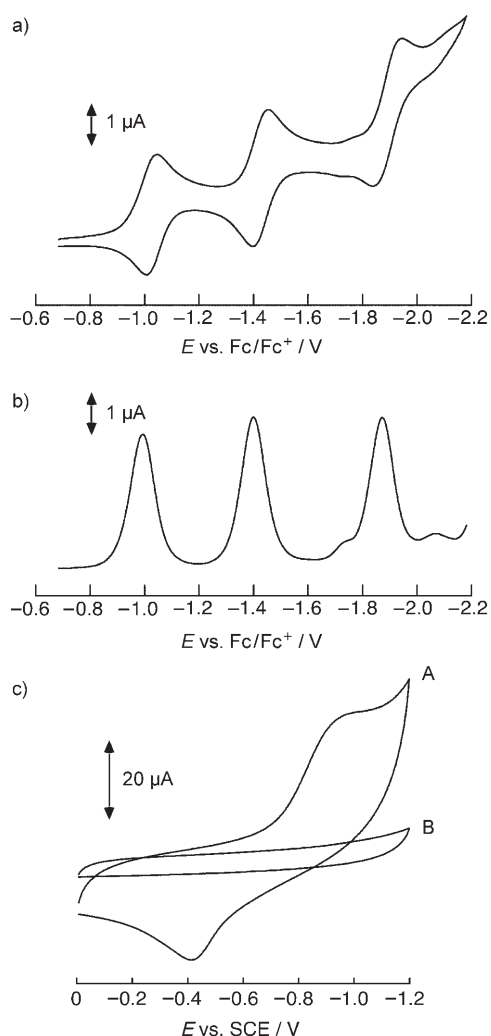 a)
1 µA
−0.6 −0.8 −1.0 −1.2 −1.4 −1.6 −1.8 −2.0 −2.2
E vs. Fc/Fc⁺ / V
b)
1 µA
−0.6 −0.8 −1.0 −1.2 −1.4 −1.6 −1.8 −2.0 −2.2
E vs. Fc/Fc⁺ / V
c)
A
20 µA
B
0 −0.2 −0.4 −0.6 −0.8 −1.0 −1.2
E vs. SCE / V